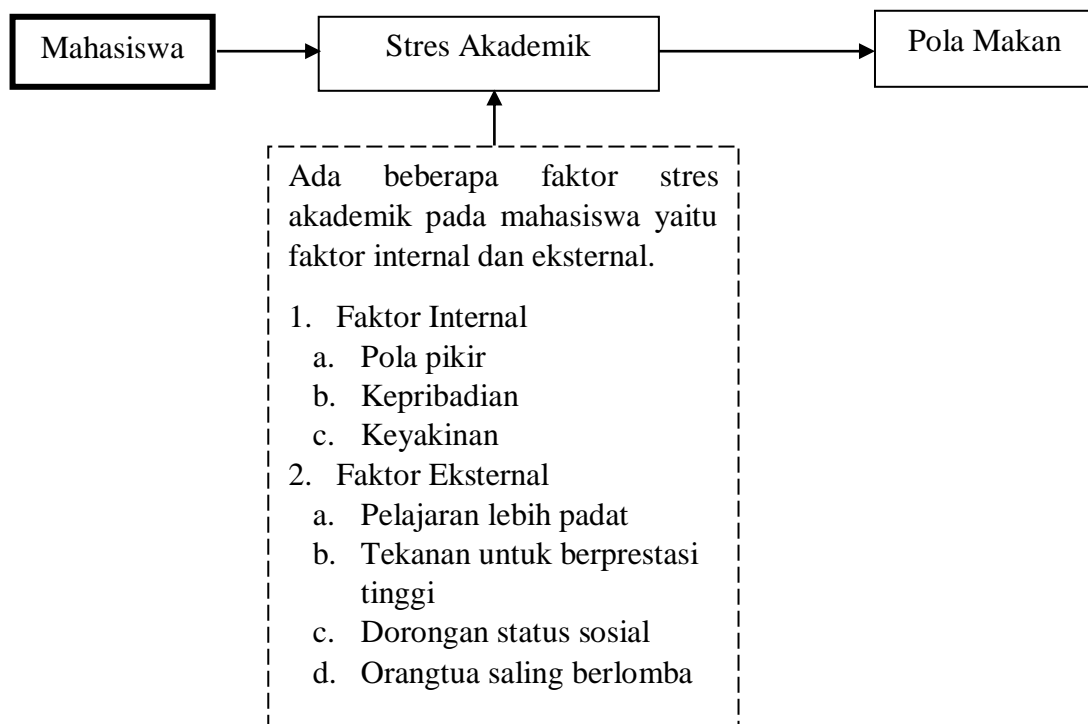 Mahasiswa
Stres Akademik
Pola Makan
Ada beberapa faktor stres
akademik pada mahasiswa yaitu
faktor internal dan eksternal.
1. Faktor Internal
a. Pola pikir
b. Kepribadian
c. Keyakinan
2. Faktor Eksternal
a. Pelajaran lebih padat
b. Tekanan untuk berprestasi
tinggi
c. Dorongan status sosial
d. Orangtua saling berlomba